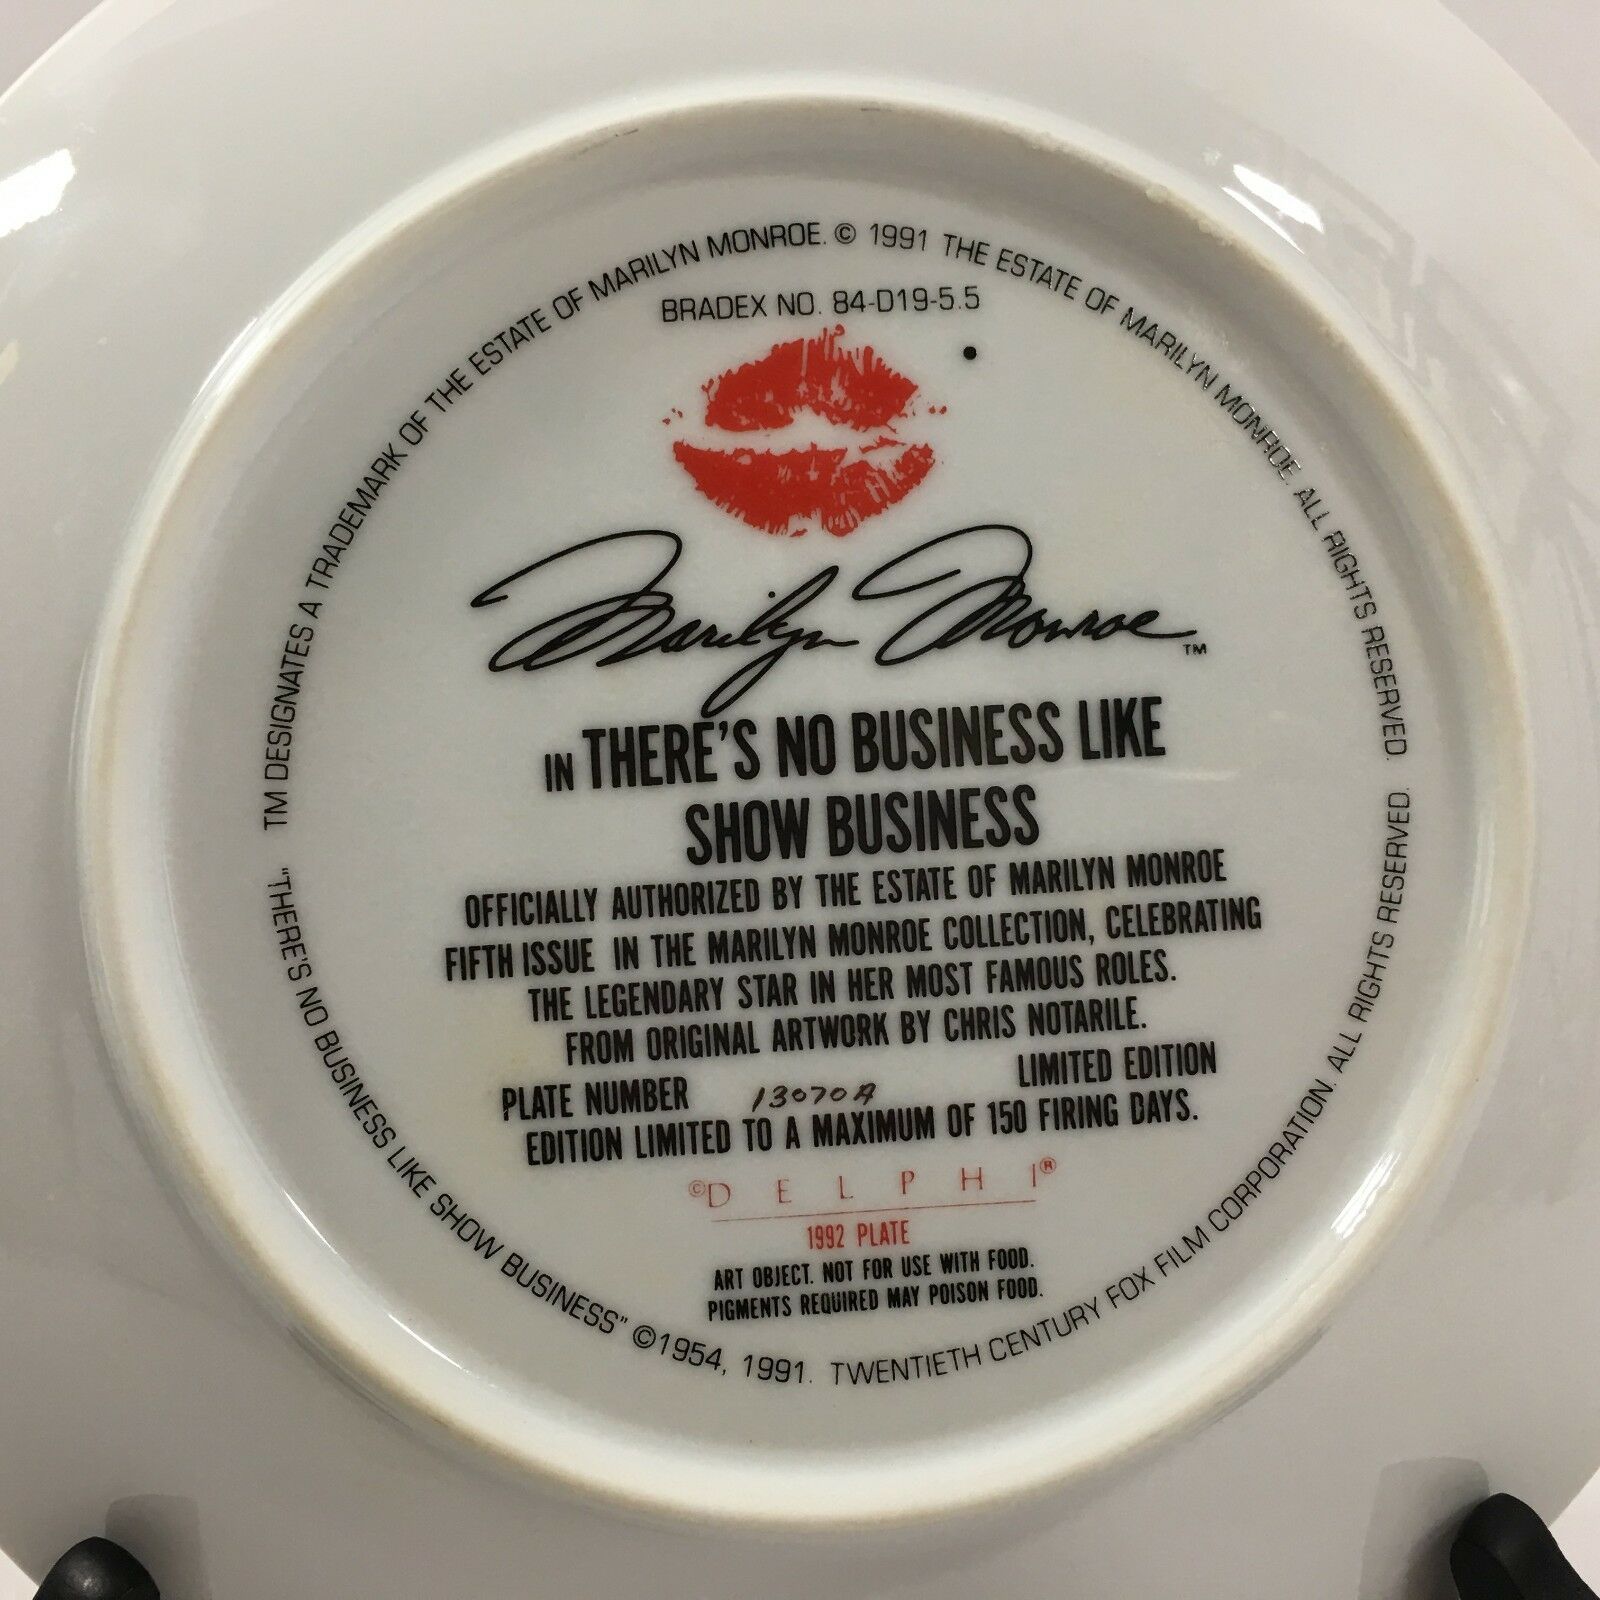 TM DESIGNATES A TRADEMARK OF THE ESTATE OF MARILYN MONROE. © 1991 THE ESTATE OF MARILYN MONROE. ALL RIGHTS RESERVED.
BRADEX NO. 84-D19-5.5
Marilyn Monroe™
IN THERE'S NO BUSINESS LIKE
SHOW BUSINESS
OFFICIALLY AUTHORIZED BY THE ESTATE OF MARILYN MONROE
FIFTH ISSUE IN THE MARILYN MONROE COLLECTION, CELEBRATING
THE LEGENDARY STAR IN HER MOST FAMOUS ROLES.
FROM ORIGINAL ARTWORK BY CHRIS NOTARILE.
PLATE NUMBER 13070A LIMITED EDITION
EDITION LIMITED TO A MAXIMUM OF 150 FIRING DAYS.
©DELPHI®
1992 PLATE
ART OBJECT. NOT FOR USE WITH FOOD.
PIGMENTS REQUIRED MAY POISON FOOD.
"THERE'S NO BUSINESS LIKE SHOW BUSINESS" ©1954, 1991. TWENTIETH CENTURY FOX FILM CORPORATION. ALL RIGHTS RESERVED.